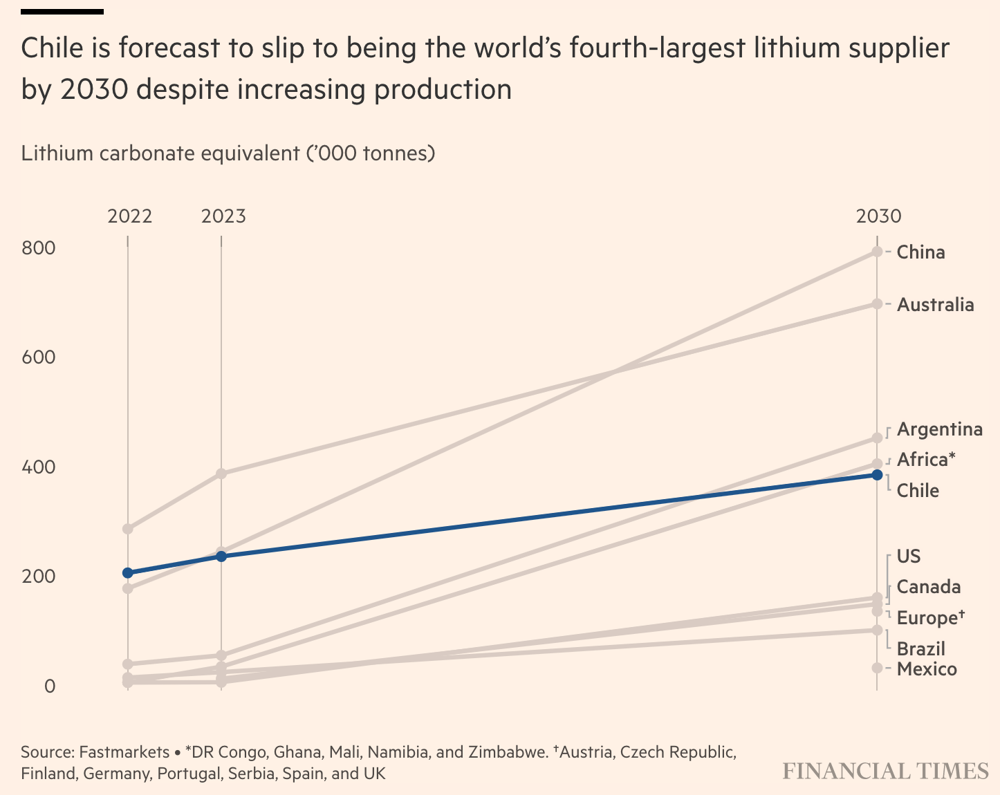 Chile is forecast to slip to being the world’s fourth-largest lithium supplier
by 2030 despite increasing production
Lithium carbonate equivalent (’000 tonnes)
2022 2023 2030
800
China
Australia
600
Argentina
Africa*
400
Chile
US
200
Canada
Europe†
Brazil
Mexico
0
Source: Fastmarkets • *DR Congo, Ghana, Mali, Namibia, and Zimbabwe. †Austria, Czech Republic,
Finland, Germany, Portugal, Serbia, Spain, and UK
FINANCIAL TIMES